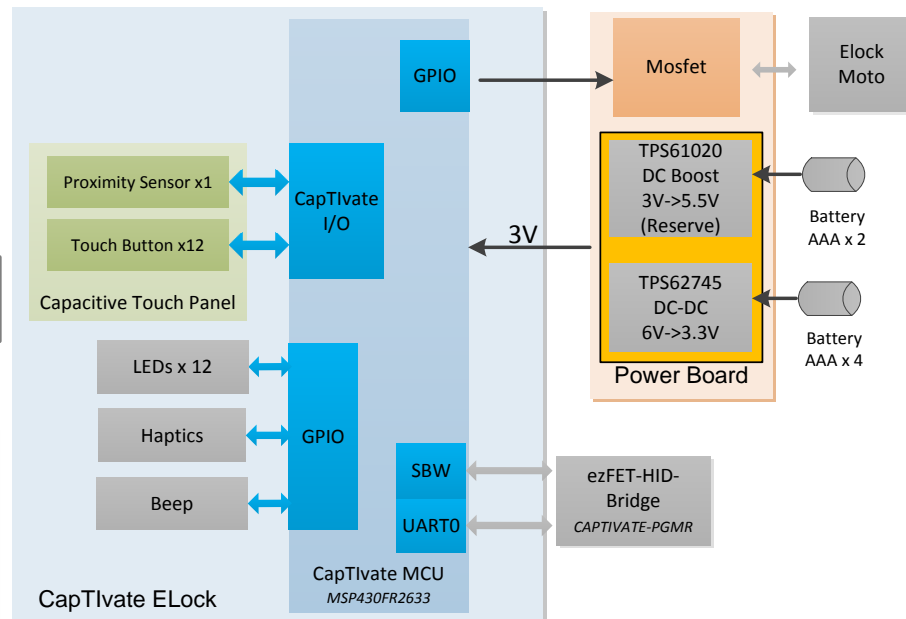 GPIO
Mosfet
Elock
Moto
Proximity Sensor x1
Touch Button x12
Capacitive Touch Panel
CapTIvate
I/O
3V
TPS61020
DC Boost
3V->5.5V
(Reserve)
Battery
AAA x 2
TPS62745
DC-DC
6V->3.3V
Battery
AAA x 4
Power Board
LEDs x 12
Haptics
Beep
GPIO
SBW
UART0
ezFET-HID-
Bridge
CAPTIVATE-PGMR
CapTIvate MCU
MSP430FR2633
CapTIvate ELock